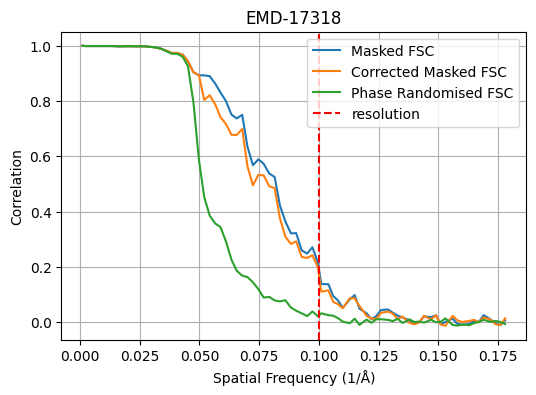 EMD-17318
1.0
0.8
0.6
0.4
0.2
0.0
Correlation
Masked FSC
Corrected Masked FSC
Phase Randomised FSC
resolution
0.000 0.025 0.050 0.075 0.100 0.125 0.150 0.175
Spatial Frequency (1/Å)